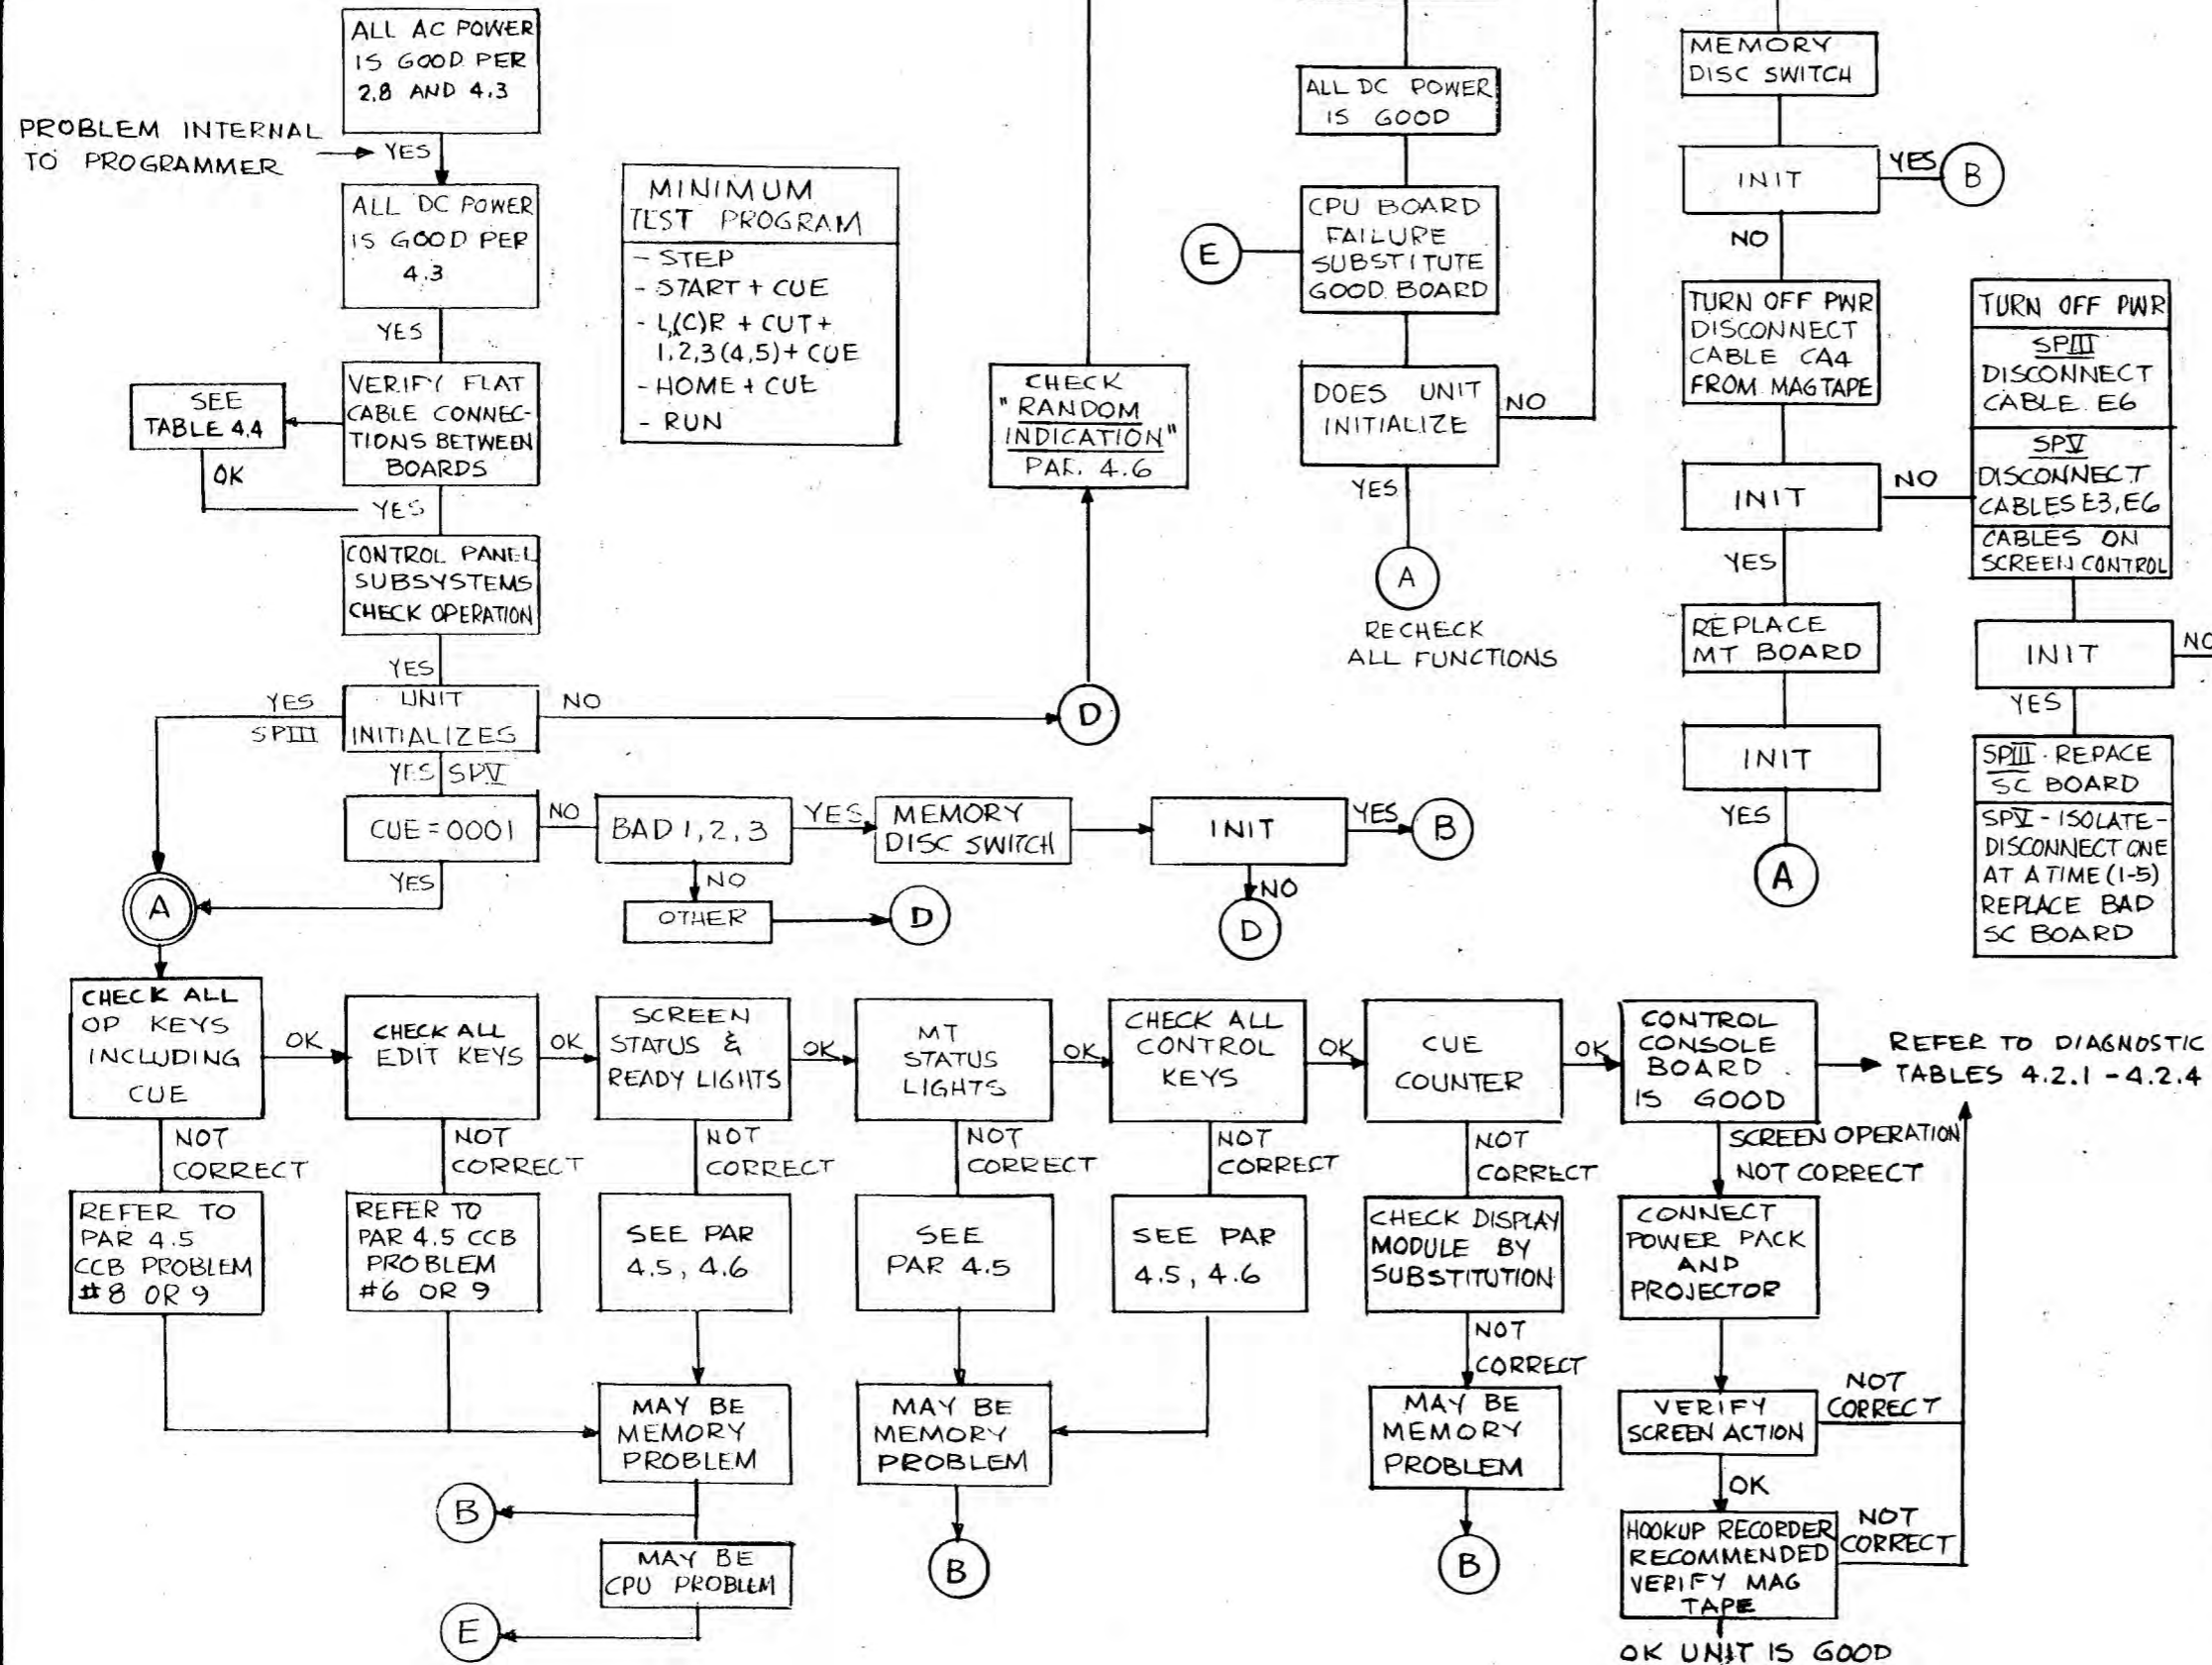 ALL AC POWER
IS GOOD PER
2.8 AND 4.3
PROBLEM INTERNAL
TO PROGRAMMER
YES
ALL DC POWER
IS GOOD PER
4.3
YES
VERIFY FLAT
CABLE CONNEC-
TIONS BETWEEN
BOARDS
SEE
TABLE 4.4
OK
YES
CONTROL PANEL
SUBSYSTEMS
CHECK OPERATION
YES
UNIT
INITIALIZES
YES
SPIII
NO
D
YES SPV
CUE = 0001
NO
BAD 1, 2, 3
YES
MEMORY
DISC SWITCH
INIT
YES
B
NO
D
NO
OTHER
D
YES
A
MINIMUM
TEST PROGRAM
- STEP
- START + CUE
- L,(C)R + CUT +
1,2,3(4,5)+ CUE
- HOME + CUE
- RUN
CHECK
"RANDOM
INDICATION"
PAR. 4.6
ALL DC POWER
IS GOOD
CPU BOARD
FAILURE
SUBSTITUTE
GOOD BOARD
E
DOES UNIT
INITIALIZE
NO
YES
A
RECHECK
ALL FUNCTIONS
MEMORY
DISC SWITCH
INIT
YES
B
NO
TURN OFF PWR
DISCONNECT
CABLE CA4
FROM MAGTAPE
INIT
NO
YES
REPLACE
MT BOARD
INIT
YES
A
TURN OFF PWR
SPIII
DISCONNECT
CABLE E6
SPV
DISCONNECT
CABLES E3,E6
CABLES ON
SCREEN CONTROL
INIT
NO
YES
SPIII - REPACE
SC BOARD
SPV - ISOLATE -
DISCONNECT ONE
AT A TIME (1-5)
REPLACE BAD
SC BOARD
CHECK ALL
OP KEYS
INCLUDING
CUE
OK
CHECK ALL
EDIT KEYS
OK
SCREEN
STATUS &
READY LIGHTS
OK
MT
STATUS
LIGHTS
OK
CHECK ALL
CONTROL
KEYS
OK
CUE
COUNTER
OK
CONTROL
CONSOLE
BOARD
IS GOOD
REFER TO DIAGNOSTIC
TABLES 4.2.1 - 4.2.4
NOT
CORRECT
NOT
CORRECT
NOT
CORRECT
NOT
CORRECT
NOT
CORRECT
NOT
CORRECT
SCREEN OPERATION
NOT CORRECT
REFER TO
PAR 4.5
CCB PROBLEM
#8 OR 9
REFER TO
PAR 4.5 CCB
PROBLEM
#6 OR 9
SEE PAR
4.5, 4.6
SEE
PAR 4.5
SEE PAR
4.5, 4.6
CHECK DISPLAY
MODULE BY
SUBSTITUTION
CONNECT
POWER PACK
AND
PROJECTOR
NOT
CORRECT
MAY BE
MEMORY
PROBLEM
MAY BE
MEMORY
PROBLEM
MAY BE
MEMORY
PROBLEM
VERIFY
SCREEN ACTION
NOT
CORRECT
OK
B
MAY BE
CPU PROBLEM
E
B
B
HOOKUP RECORDER
RECOMMENDED
VERIFY MAG
TAPE
NOT
CORRECT
OK UNIT IS GOOD